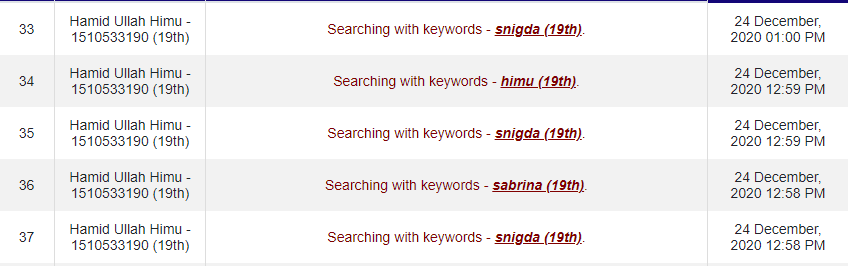 33
Hamid Ullah Himu -
1510533190 (19th)
Searching with keywords - snigda (19th).
24 December,
2020 01:00 PM
34
Hamid Ullah Himu -
1510533190 (19th)
Searching with keywords - himu (19th).
24 December,
2020 12:59 PM
35
Hamid Ullah Himu -
1510533190 (19th)
Searching with keywords - snigda (19th).
24 December,
2020 12:59 PM
36
Hamid Ullah Himu -
1510533190 (19th)
Searching with keywords - sabrina (19th).
24 December,
2020 12:58 PM
37
Hamid Ullah Himu -
1510533190 (19th)
Searching with keywords - snigda (19th).
24 December,
2020 12:58 PM